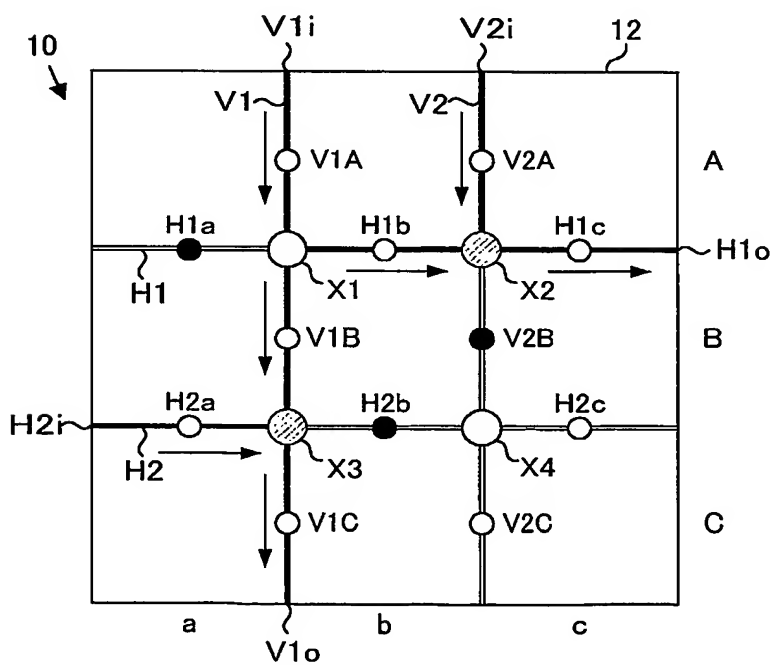 V1i V2i 12
10 V1 V2
V1A V2A A
H1a H1b H1c
H1 X1 X2 H1o
V1B V2B B
H2a H2b H2c
H2i
H2 X3 X4
V1C V2C C
a b c
V1o